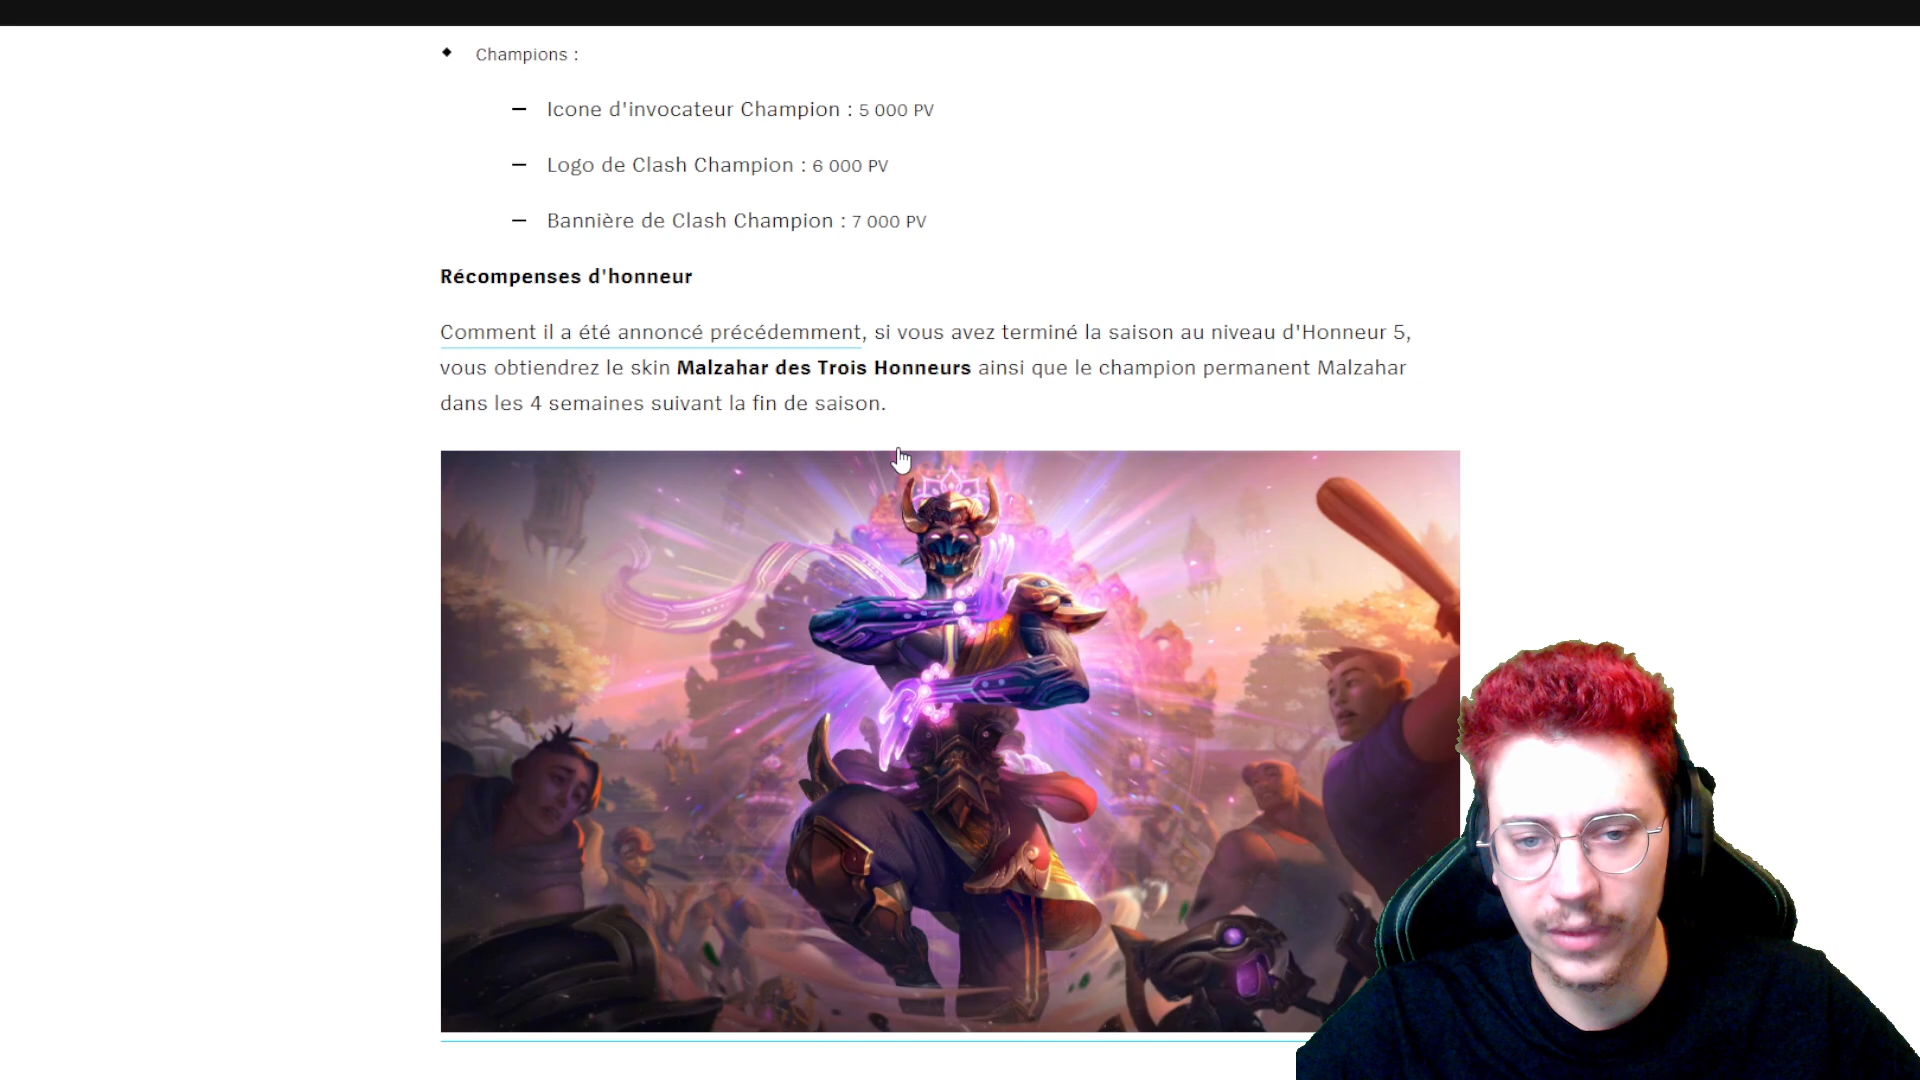 Champions :
Icone d'invocateur Champion : 5 000 PV
Logo de Clash Champion : 6 000 PV
Bannière de Clash Champion : 7 000 PV
Récompenses d'honneur
Comment il a été annoncé précédemment, si vous avez terminé la saison au niveau d'Honneur 5,
vous obtiendrez le skin Malzahar des Trois Honneurs ainsi que le champion permanent Malzahar
dans les 4 semaines suivant la fin de saison.